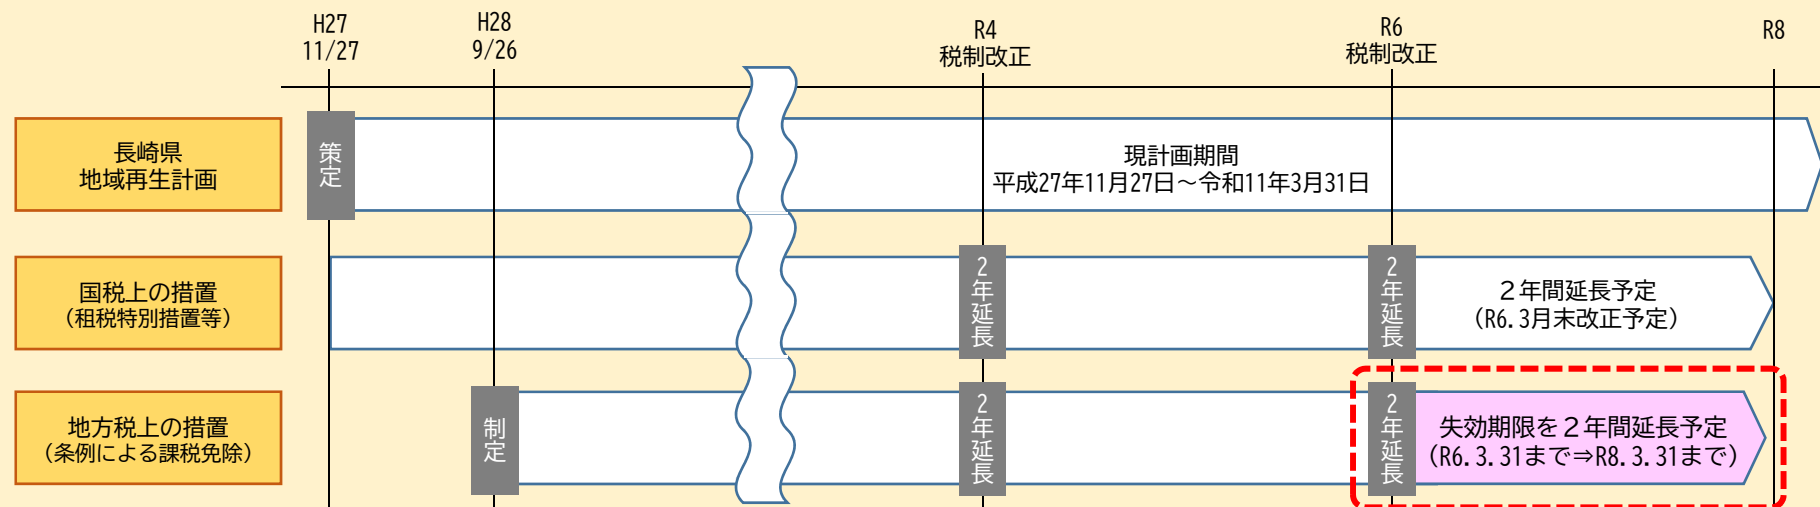 H27
11/27
H28
9/26
R4
税制改正
R6
税制改正
R8
長崎県
地域再生計画
策定
現計画期間
平成27年11月27日～令和11年3月31日
国税上の措置
（租税特別措置等）
2年延長
2年延長
２年間延長予定
（R6.3月末改正予定）
地方税上の措置
（条例による課税免除）
制定
2年延長
2年延長
失効期限を２年間延長予定
（R6.3.31まで⇒R8.3.31まで）